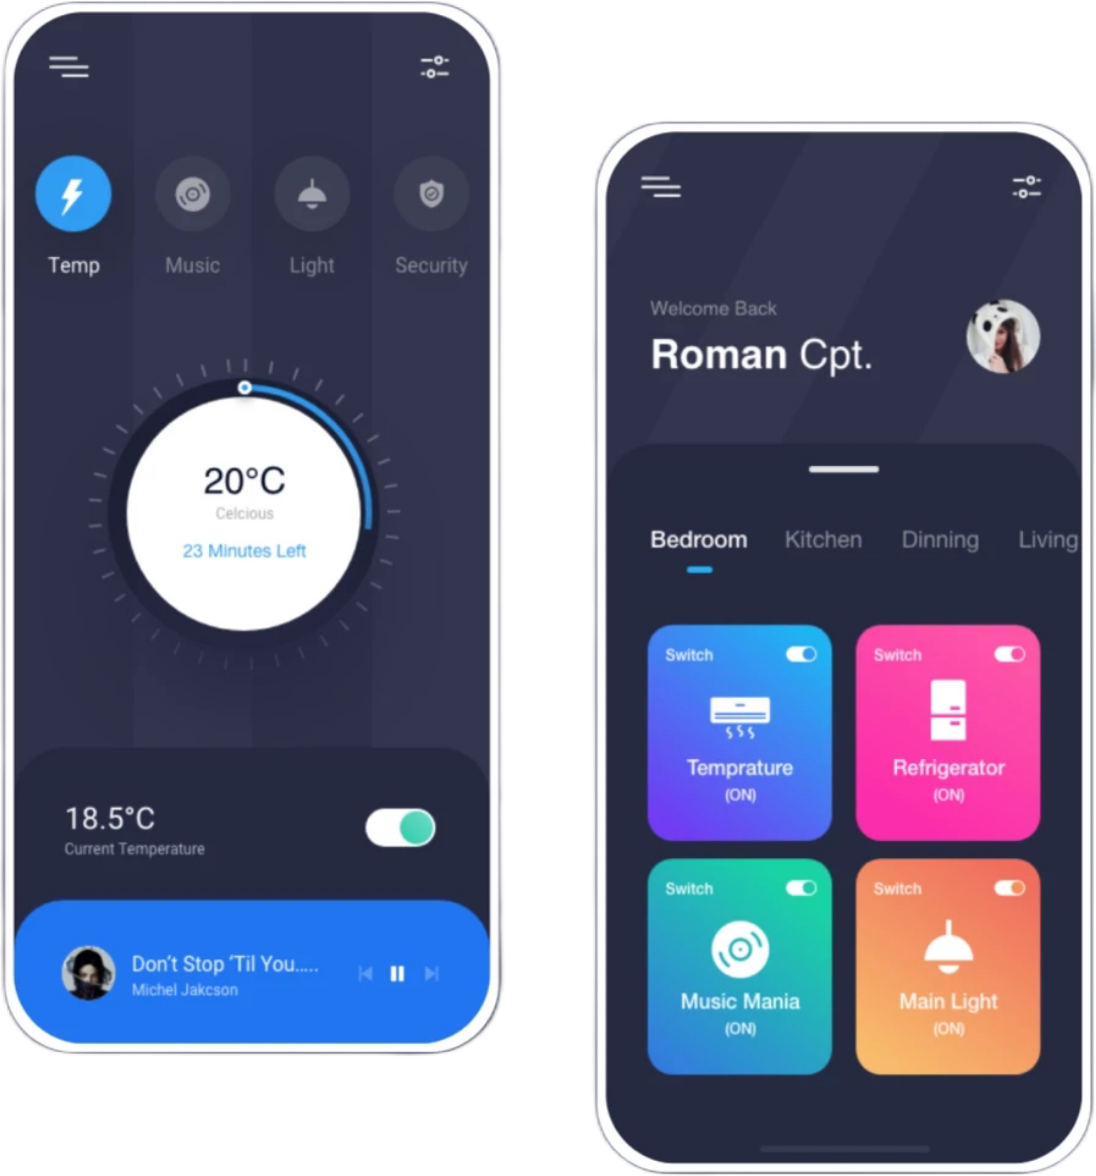 Temp
Music
Light
Security
20°C
Celcious
23 Minutes Left
18.5°C
Current Temperature
Don't Stop 'Til You.....
Michel Jakcson
Welcome Back
Roman Cpt.
Bedroom Kitchen Dinning Living
Switch
Temprature
(ON)
Switch
Refrigerator
(ON)
Switch
Music Mania
(ON)
Switch
Main Light
(ON)